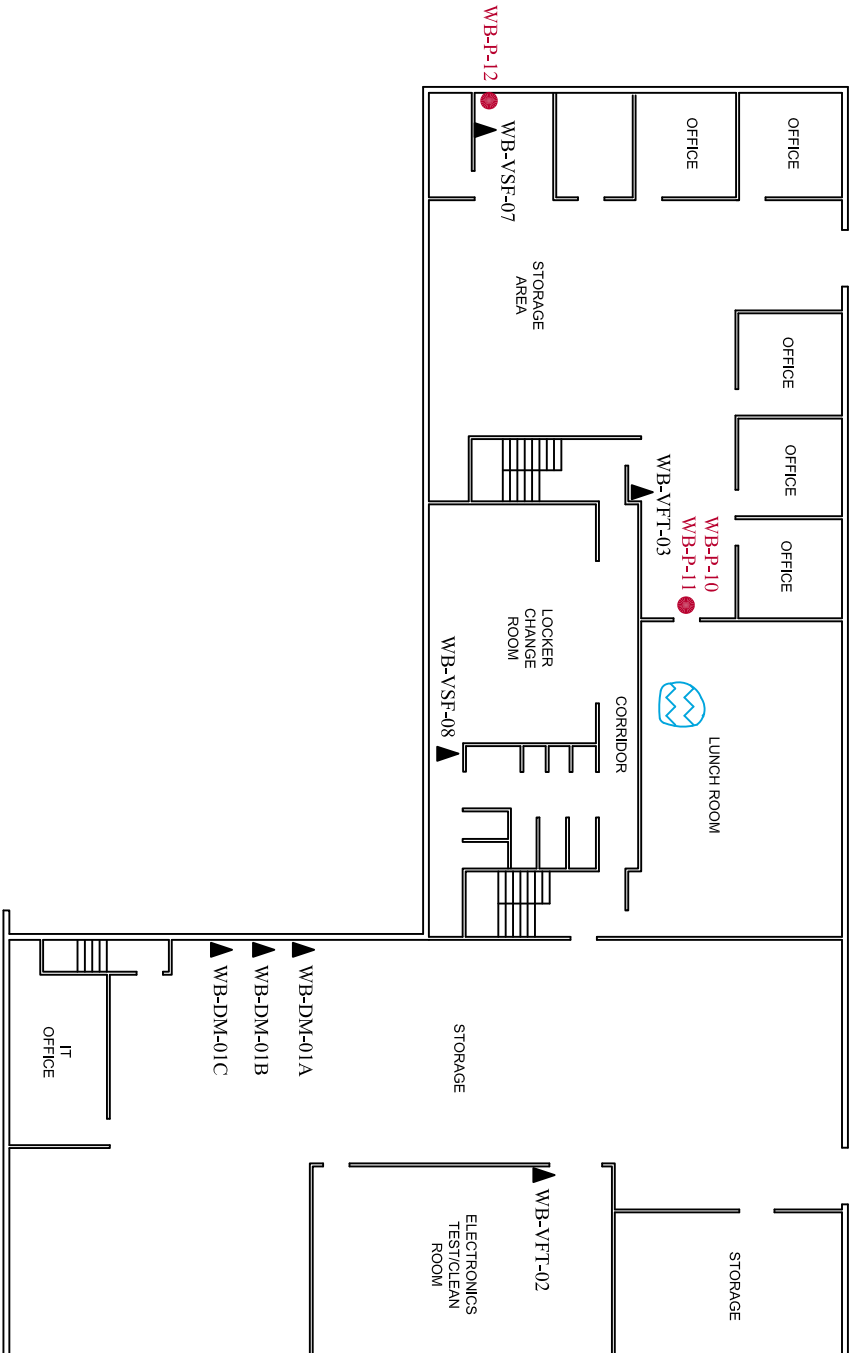 WB-P-12
WB-VSF-07
OFFICE
OFFICE
STORAGE
AREA
OFFICE
OFFICE
OFFICE
WB-VFT-03
WB-P-10
WB-P-11
LOCKER
CHANGE
ROOM
WB-VSF-08
CORRIDOR
LUNCH ROOM
WB-DM-01A
WB-DM-01B
WB-DM-01C
STORAGE
IT
OFFICE
WB-VFT-02
ELECTRONICS
TEST/CLEAN
ROOM
STORAGE